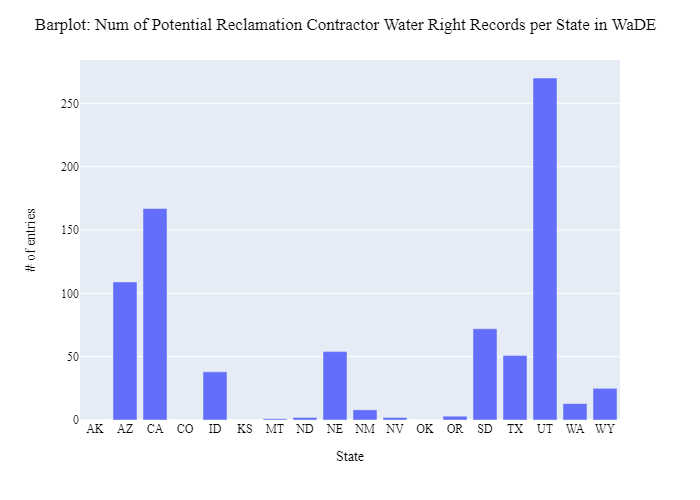 Barplot: Num of Potential Reclamation Contractor Water Right Records per State in WaDE
# of entries
250
200
150
100
50
0
AK AZ CA CO ID KS MT ND NE NM NV OK OR SD TX UT WA WY
State